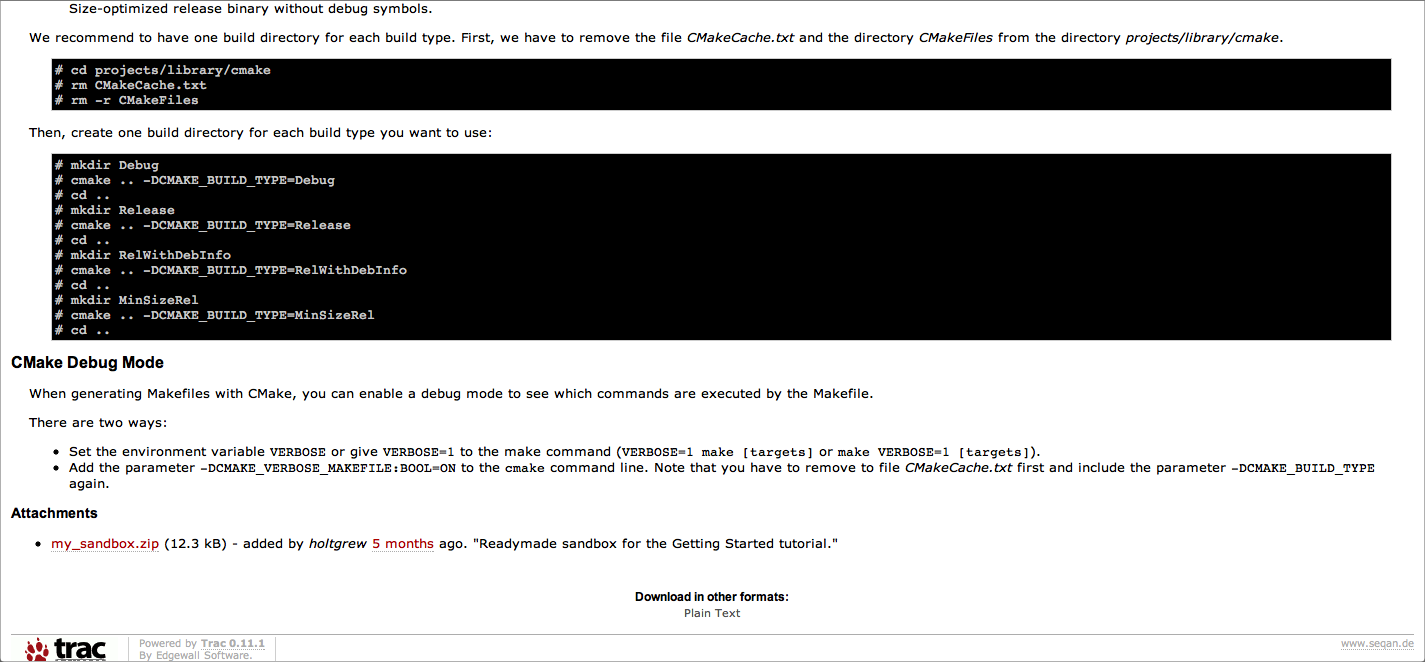 Size-optimized release binary without debug symbols.
We recommend to have one build directory for each build type. First, we have to remove the file CMakeCache.txt and the directory CMakeFiles from the directory projects/library/cmake.
# cd projects/library/cmake
# rm CMakeCache.txt
# rm -r CMakeFiles
Then, create one build directory for each build type you want to use:
# mkdir Debug
# cmake .. -DCMAKE_BUILD_TYPE=Debug
# cd ..
# mkdir Release
# cmake .. -DCMAKE_BUILD_TYPE=Release
# cd ..
# mkdir RelWithDebInfo
# cmake .. -DCMAKE_BUILD_TYPE=RelWithDebInfo
# cd ..
# mkdir MinSizeRel
# cmake .. -DCMAKE_BUILD_TYPE=MinSizeRel
# cd ..
CMake Debug Mode
When generating Makefiles with CMake, you can enable a debug mode to see which commands are executed by the Makefile.
There are two ways:
• Set the environment variable VERBOSE or give VERBOSE=1 to the make command (VERBOSE=1 make [targets] or make VERBOSE=1 [targets]).
• Add the parameter -DCMAKE_VERBOSE_MAKEFILE:BOOL=ON to the cmake command line. Note that you have to remove to file CMakeCache.txt first and include the parameter -DCMAKE_BUILD_TYPE
again.
Attachments
• my_sandbox.zip (12.3 kB) - added by holtgrew 5 months ago. "Readymade sandbox for the Getting Started tutorial."
Download in other formats:
Plain Text
trac
Powered by Trac 0.11.1
By Edgewall Software.
www.seqan.de